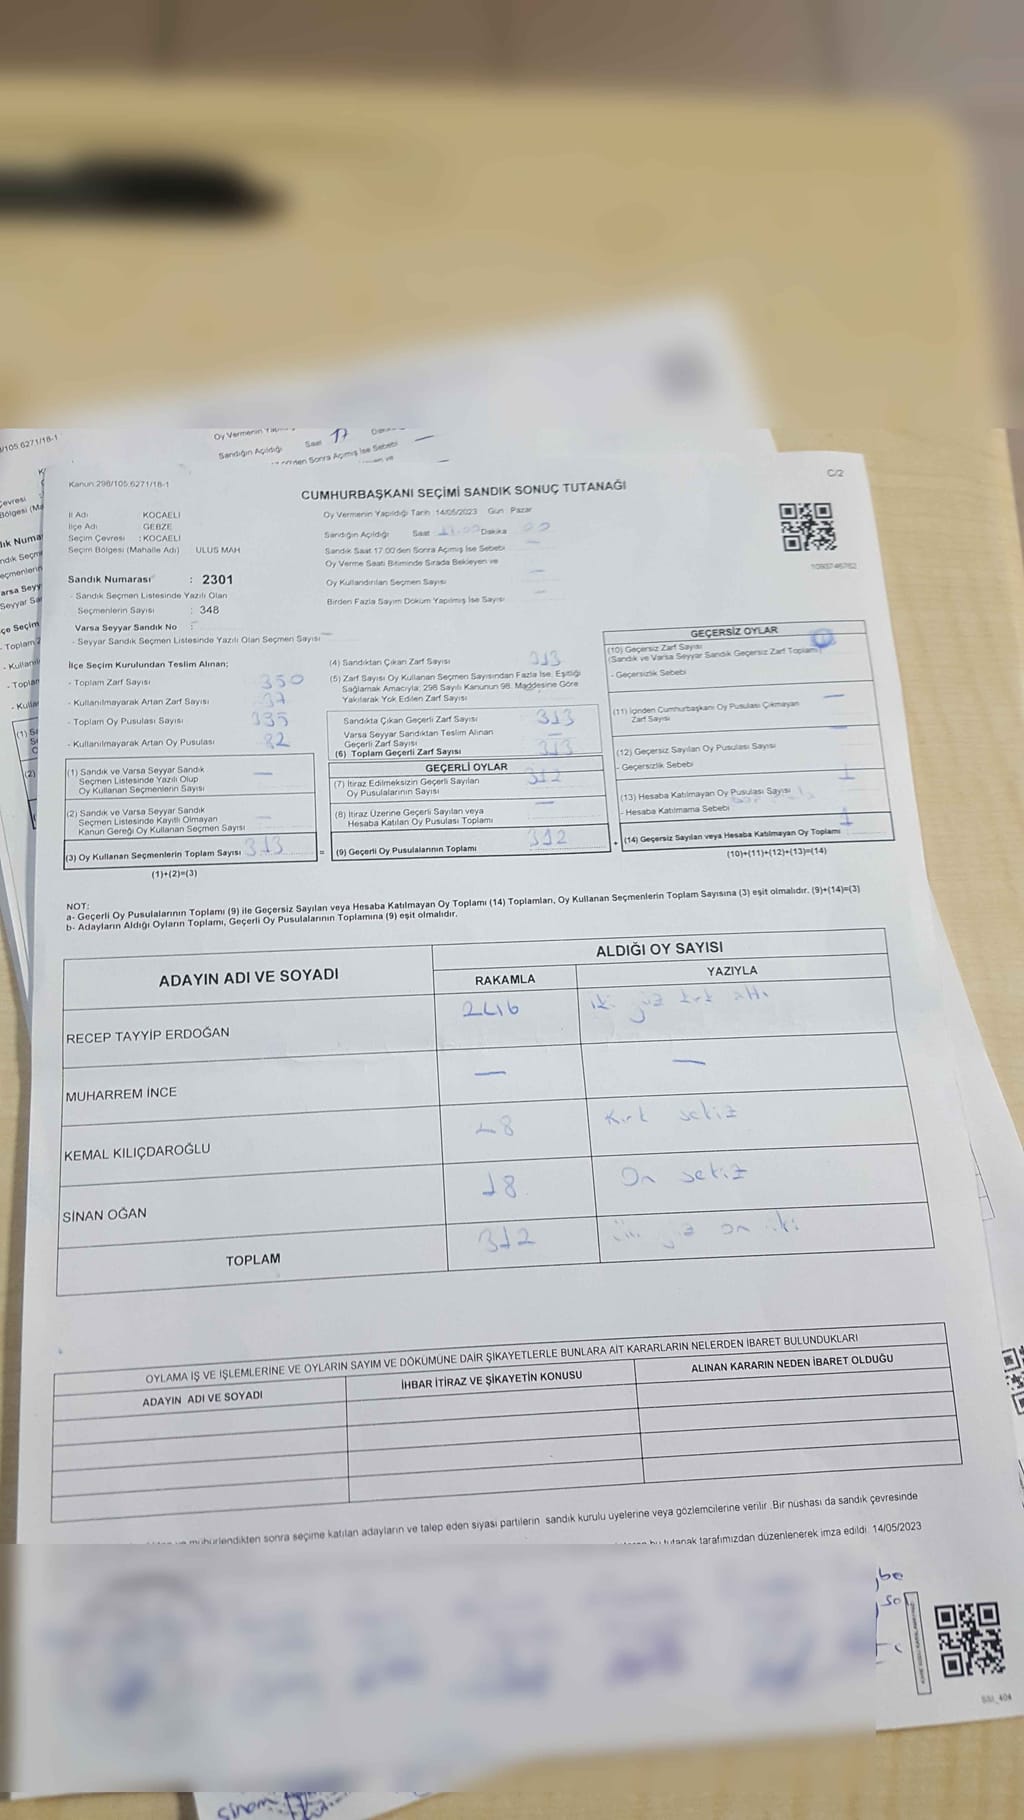 /105.6271/18-1
Oy Vermenin
Sandığın Açıldığı Saat 17
Sonra Açılmış İse Sebebi
Kanun:298/105.6271/18-1
C/2
CUMHURBAŞKANI SEÇİMİ SANDIK SONUÇ TUTANAĞI
İl Adı KOCAELİ
İlçe Adı GEBZE
Seçim Çevresi : KOCAELİ
Seçim Bölgesi (Mahalle Adı) ULUS MAH
Oy Vermenin Yapıldığı Tarih :14/05/2023 Gün :Pazar
Sandığın Açıldığı Saat 17:00 Dakika 00
Sandık Saat 17.00'den Sonra Açılmış İse Sebebi —
Oy Verme Saati Bitiminde Sırada Bekleyen ve
Oy Kullandırılan Seçmen Sayısı —
Birden Fazla Sayım Döküm Yapılmış İse Sayısı —
Sandık Numarası : 2301
- Sandık Seçmen Listesinde Yazılı Olan
Seçmenlerin Sayısı : 348
Varsa Seyyar Sandık No :
- Seyyar Sandık Seçmen Listesinde Yazılı Olan Seçmen Sayısı —
İlçe Seçim Kurulundan Teslim Alınan;
- Toplam Zarf Sayısı 350
- Kullanılmayarak Artan Zarf Sayısı 37
- Toplam Oy Pusulası Sayısı
- Kullanılmayarak Artan Oy Pusulası 82
(1) Sandık ve Varsa Seyyar Sandık
Seçmen Listesinde Yazılı Olup
Oy Kullanan Seçmenlerin Sayısı —
(2) Sandık ve Varsa Seyyar Sandık
Seçmen Listesinde Kayıtlı Olmayan
Kanun Gereği Oy Kullanan Seçmen Sayısı —
(3) Oy Kullanan Seçmenlerin Toplam Sayısı 313
(1)+(2)=(3)
(4) Sandıktan Çıkan Zarf Sayısı 313
(5) Zarf Sayısı Oy Kullanan Seçmen Sayısından Fazla İse, Eşitliği
Sağlamak Amacıyla; 298 Sayılı Kanunun 98. Maddesine Göre
Yakılarak Yok Edilen Zarf Sayısı —
Sandıkta Çıkan Geçerli Zarf Sayısı 313
Varsa Seyyar Sandıktan Teslim Alınan
Geçerli Zarf Sayısı —
(6) Toplam Geçerli Zarf Sayısı 313
GEÇERLİ OYLAR
(7) İtiraz Edilmeksizin Geçerli Sayılan
Oy Pusulalarının Sayısı 312
(8) İtiraz Üzerine Geçerli Sayılan veya
Hesaba Katılan Oy Pusulası Toplamı —
= (9) Geçerli Oy Pusulalarının Toplamı 312
GEÇERSİZ OYLAR
(10) Geçersiz Zarf Sayısı
(Sandık ve Varsa Seyyar Sandık Geçersiz Zarf Toplamı)
- Geçersizlik Sebebi
(11) İçinden Cumhurbaşkanı Oy Pusulası Çıkmayan
Zarf Sayısı —
(12) Geçersiz Sayılan Oy Pusulası Sayısı —
- Geçersizlik Sebebi
(13) Hesaba Katılmayan Oy Pusulası Sayısı 1
- Hesaba Katılmama Sebebi
+ (14) Geçersiz Sayılan veya Hesaba Katılmayan Oy Toplamı 1
(10)+(11)+(12)+(13)=(14)
NOT:
a- Geçerli Oy Pusulalarının Toplamı (9) ile Geçersiz Sayılan veya Hesaba Katılmayan Oy Toplamı (14) Toplamları, Oy Kullanan Seçmenlerin Toplam Sayısına (3) eşit olmalıdır. (9)+(14)=(3)
b- Adayların Aldığı Oyların Toplamı, Geçerli Oy Pusulalarının Toplamına (9) eşit olmalıdır.
ADAYIN ADI VE SOYADI
ALDIĞI OY SAYISI
RAKAMLA YAZIYLA
RECEP TAYYİP ERDOĞAN 246 iki yüz kırk altı
MUHARREM İNCE — —
KEMAL KILIÇDAROĞLU 48 Kırk sekiz
SİNAN OĞAN 18 On sekiz
TOPLAM 312 üç yüz on iki
OYLAMA İŞ VE İŞLEMLERİNE VE OYLARIN SAYIM VE DÖKÜMÜNE DAİR ŞİKAYETLERLE BUNLARA AİT KARARLARIN NELERDEN İBARET BULUNDUKLARI
ADAYIN ADI VE SOYADI İHBAR İTİRAZ VE ŞİKAYETİN KONUSU ALINAN KARARIN NEDEN İBARET OLDUĞU
mühürlendikten sonra seçime katılan adayların ve talep eden siyasi partilerin sandık kurulu üyelerine veya gözlemcilerine verilir. Bir nüshası da sandık çevresinde
bu tutanak tarafımızdan düzenlenerek imza edildi. 14/05/2023